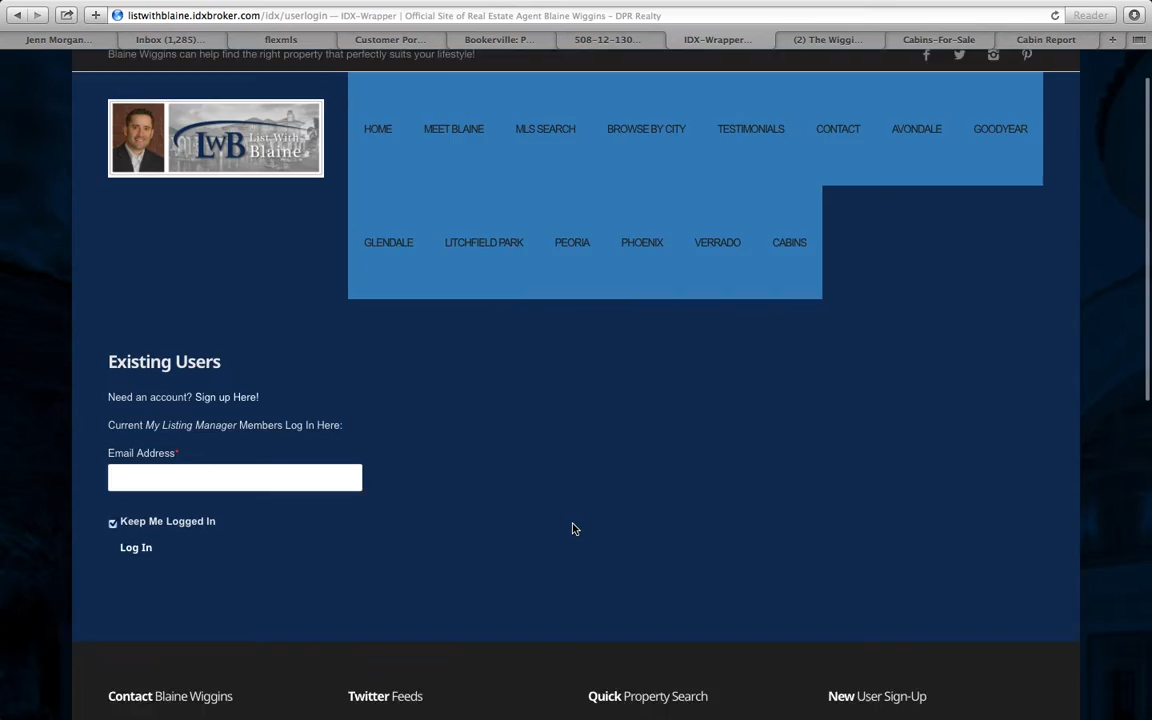 listwithblaine.idxbroker.com/idx/userlogin — IDX-Wrapper | Official Site of Real Estate Agent Blaine Wiggins – DPR Realty
Reader
Jenn Morgan...
Inbox (1,285)...
flexmls
Customer Por...
Bookerville: P...
508-12-130...
IDX-Wrapper...
(2) The Wiggi...
Cabins-For-Sale
Cabin Report
Blaine Wiggins can help find the right property that perfectly suits your lifestyle!
LWB List With
Blaine
HOME MEET BLAINE MLS SEARCH BROWSE BY CITY TESTIMONIALS CONTACT AVONDALE GOODYEAR
GLENDALE LITCHFIELD PARK PEORIA PHOENIX VERRADO CABINS
Existing Users
Need an account? Sign up Here!
Current My Listing Manager Members Log In Here:
Email Address*
Keep Me Logged In
Log In
Contact Blaine Wiggins
Twitter Feeds
Quick Property Search
New User Sign-Up